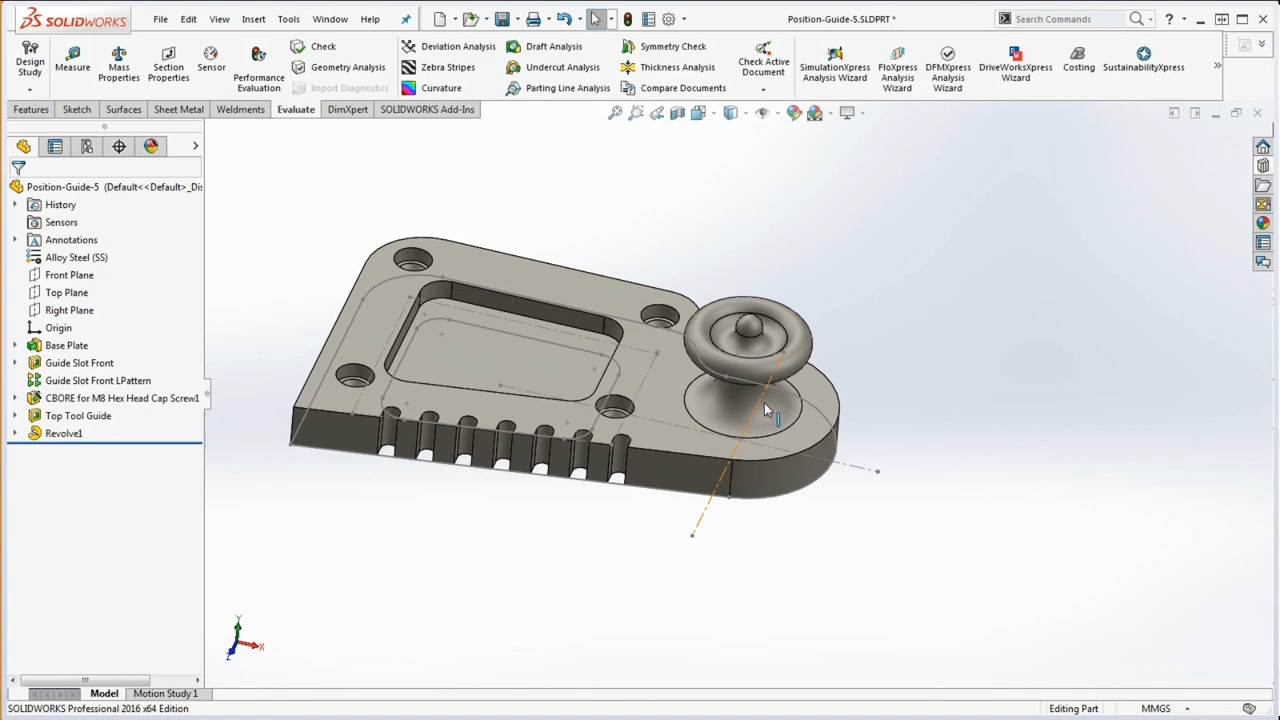 SOLIDWORKS
File Edit View Insert Tools Window Help
Position-Guide-5.SLDPRT *
Search Commands
Design Study
Measure
Mass Properties
Section Properties
Sensor
Performance Evaluation
Check
Geometry Analysis
Import Diagnostics
Deviation Analysis
Zebra Stripes
Curvature
Draft Analysis
Undercut Analysis
Parting Line Analysis
Symmetry Check
Thickness Analysis
Compare Documents
Check Active Document
SimulationXpress Analysis Wizard
FloXpress Analysis Wizard
DFMXpress Analysis Wizard
DriveWorksXpress Wizard
Costing
SustainabilityXpress
Features Sketch Surfaces Sheet Metal Weldments Evaluate DimXpert SOLIDWORKS Add-Ins
Position-Guide-5 (Default<<Default>_Dis
History
Sensors
Annotations
Alloy Steel (SS)
Front Plane
Top Plane
Right Plane
Origin
Base Plate
Guide Slot Front
Guide Slot Front LPattern
CBORE for M8 Hex Head Cap Screw1
Top Tool Guide
Revolve1
Y
X
Z
Model Motion Study 1
SOLIDWORKS Professional 2016 x64 Edition
Editing Part
MMGS